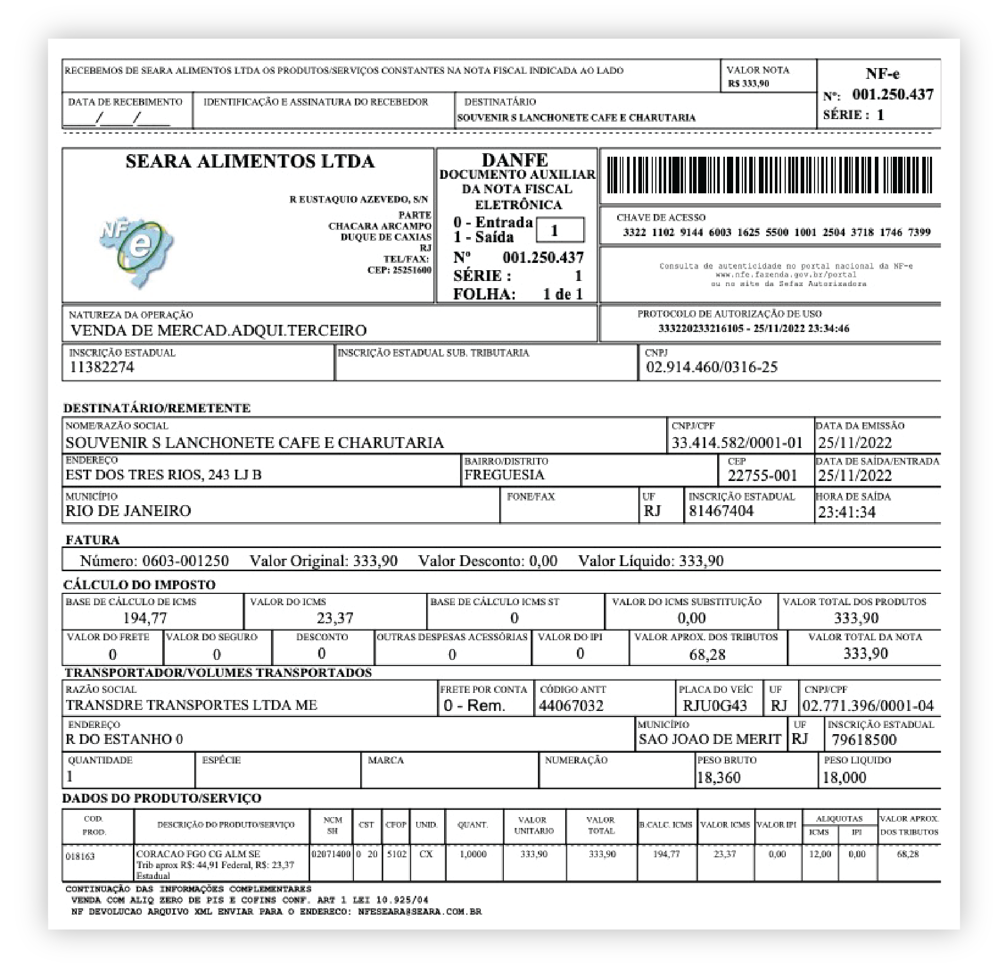 RECEBEMOS DE SEARA ALIMENTOS LTDA OS PRODUTOS/SERVIÇOS CONSTANTES NA NOTA FISCAL INDICADA AO LADO
VALOR NOTA
R$ 333,90
NF-e
Nº: 001.250.437
SÉRIE : 1
DATA DE RECEBIMENTO
____/____/____
IDENTIFICAÇÃO E ASSINATURA DO RECEBEDOR
DESTINATÁRIO
SOUVENIR S LANCHONETE CAFE E CHARUTARIA
SEARA ALIMENTOS LTDA
NF
e
R EUSTAQUIO AZEVEDO, S/N
PARTE
CHACARA ARCAMPO
DUQUE DE CAXIAS
RJ
TEL/FAX:
CEP: 25251600
DANFE
DOCUMENTO AUXILIAR
DA NOTA FISCAL
ELETRÔNICA
0 - Entrada
1 - Saída
1
Nº 001.250.437
SÉRIE : 1
FOLHA: 1 de 1
CHAVE DE ACESSO
3322 1102 9144 6003 1625 5500 1001 2504 3718 1746 7399
Consulta de autenticidade no portal nacional da NF-e
www.nfe.fazenda.gov.br/portal
ou no site da Sefaz Autorizadora
NATUREZA DA OPERAÇÃO
VENDA DE MERCAD.ADQUI.TERCEIRO
PROTOCOLO DE AUTORIZAÇÃO DE USO
333220233216105 - 25/11/2022 23:34:46
INSCRIÇÃO ESTADUAL
11382274
INSCRIÇÃO ESTADUAL SUB. TRIBUTARIA
CNPJ
02.914.460/0316-25
DESTINATÁRIO/REMETENTE
NOME/RAZÃO SOCIAL
SOUVENIR S LANCHONETE CAFE E CHARUTARIA
CNPJ/CPF
33.414.582/0001-01
DATA DA EMISSÃO
25/11/2022
ENDEREÇO
EST DOS TRES RIOS, 243 LJ B
BAIRRO/DISTRITO
FREGUESIA
CEP
22755-001
DATA DE SAÍDA/ENTRADA
25/11/2022
MUNICÍPIO
RIO DE JANEIRO
FONE/FAX
UF
RJ
INSCRIÇÃO ESTADUAL
81467404
HORA DE SAÍDA
23:41:34
FATURA
Número: 0603-001250 Valor Original: 333,90 Valor Desconto: 0,00 Valor Líquido: 333,90
CÁLCULO DO IMPOSTO
BASE DE CÁLCULO DE ICMS
194,77
VALOR DO ICMS
23,37
BASE DE CÁLCULO ICMS ST
0
VALOR DO ICMS SUBSTITUIÇÃO
0,00
VALOR TOTAL DOS PRODUTOS
333,90
VALOR DO FRETE
0
VALOR DO SEGURO
0
DESCONTO
0
OUTRAS DESPESAS ACESSÓRIAS
0
VALOR DO IPI
0
VALOR APROX. DOS TRIBUTOS
68,28
VALOR TOTAL DA NOTA
333,90
TRANSPORTADOR/VOLUMES TRANSPORTADOS
RAZÃO SOCIAL
TRANSDRE TRANSPORTES LTDA ME
FRETE POR CONTA
0 - Rem.
CÓDIGO ANTT
44067032
PLACA DO VEÍC
RJU0G43
UF
RJ
CNPJ/CPF
02.771.396/0001-04
ENDEREÇO
R DO ESTANHO 0
MUNICÍPIO
SAO JOAO DE MERIT
UF
RJ
INSCRIÇÃO ESTADUAL
79618500
QUANTIDADE
1
ESPÉCIE
MARCA
NUMERAÇÃO
PESO BRUTO
18,360
PESO LIQUIDO
18,000
DADOS DO PRODUTO/SERVIÇO
COD.
PROD.
DESCRIÇÃO DO PRODUTO/SERVIÇO
NCM
SH
CST
CFOP
UNID.
QUANT.
VALOR
UNITARIO
VALOR
TOTAL
B.CALC. ICMS
VALOR ICMS
VALOR IPI
ALIQUOTAS
ICMS
IPI
VALOR APROX.
DOS TRIBUTOS
018163
CORACAO FGO CG ALM SE
Trib aprox R$: 44,91 Federal, R$: 23,37
Estadual
02071400
0 20
5102
CX
1,0000
333,90
333,90
194,77
23,37
0,00
12,00
0,00
68,28
CONTINUAÇÃO DAS INFORMAÇÕES COMPLEMENTARES
VENDA COM ALIQ ZERO DE PIS E COFINS CONF. ART 1 LEI 10.925/04
NF DEVOLUCAO ARQUIVO XML ENVIAR PARA O ENDERECO: NFESEARA@SEARA.COM.BR